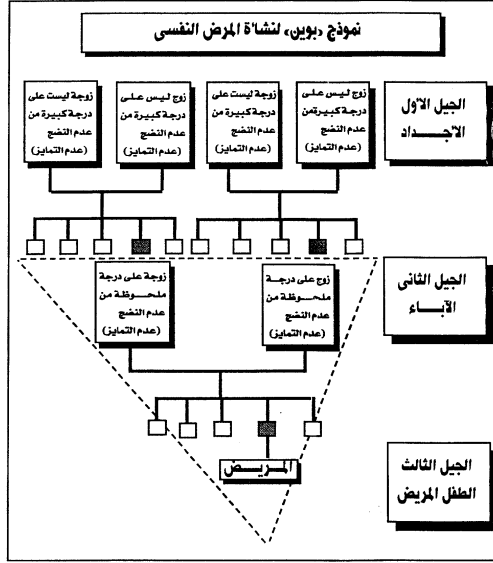 نموذج «بوين» لنشأة المرض النفسى
الجيل الأول
الأجداد
زوج ليس على
درجة كبيرة من
عدم النضج
(عدم التمايز)
زوجة ليست على
درجة كبيرة من
عدم النضج
(عدم التمايز)
زوج ليس على
درجة كبيرة من
عدم النضج
(عدم التمايز)
زوجة ليست على
درجة كبيرة من
عدم النضج
(عدم التمايز)
الجيل الثانى
الآباء
زوج على درجة
ملحوظة من
عدم النضج
(عدم التمايز)
زوجة على درجة
ملحوظة من
عدم النضج
(عدم التمايز)
الجيل الثالث
الطفل المريض
المريض